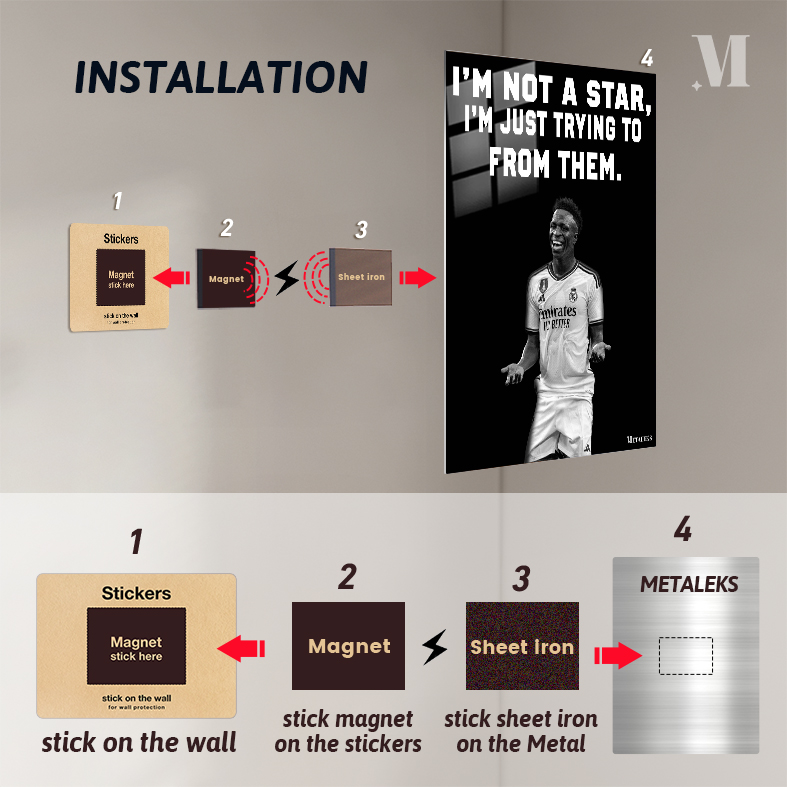 INSTALLATION
M
4
I'M NOT A STAR,
I'M JUST TRYING TO
FROM THEM.
Emirates
FLY BETTER
METALEKS
1
Stickers
Magnet
stick here
stick on the wall
for wall protection
2
Magnet
3
Sheet iron
1
Stickers
Magnet
stick here
stick on the wall
for wall protection
stick on the wall
2
Magnet
stick magnet
on the stickers
3
Sheet iron
stick sheet iron
on the Metal
4
METALEKS